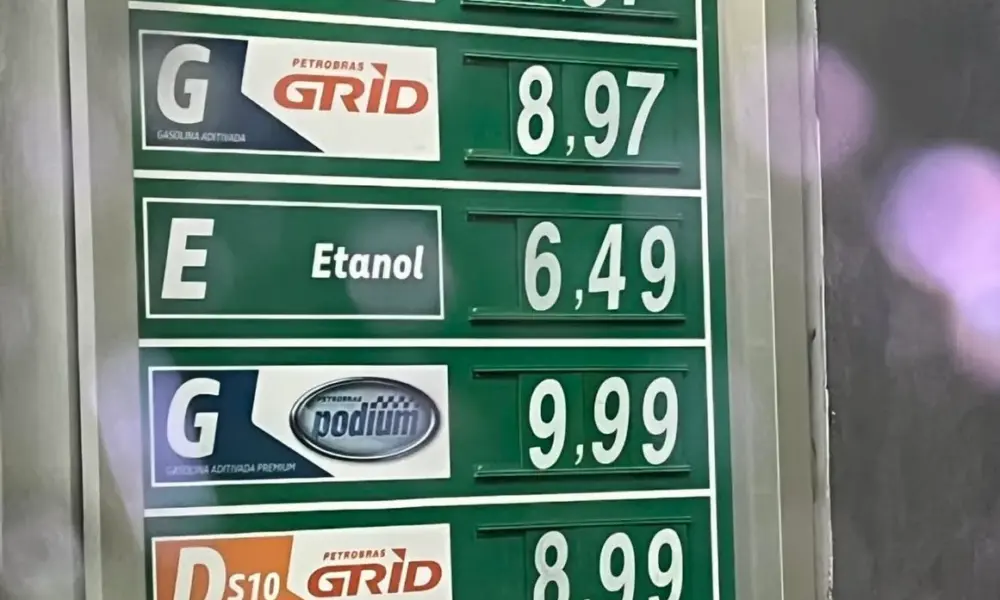 G
GASOLINA ADITIVADA
PETROBRAS
GRID
8,97
E
Etanol
6,49
G
GASOLINA ADITIVADA PREMIUM
PETROBRAS
podium
9,99
D S10
PETROBRAS
GRID
8,99